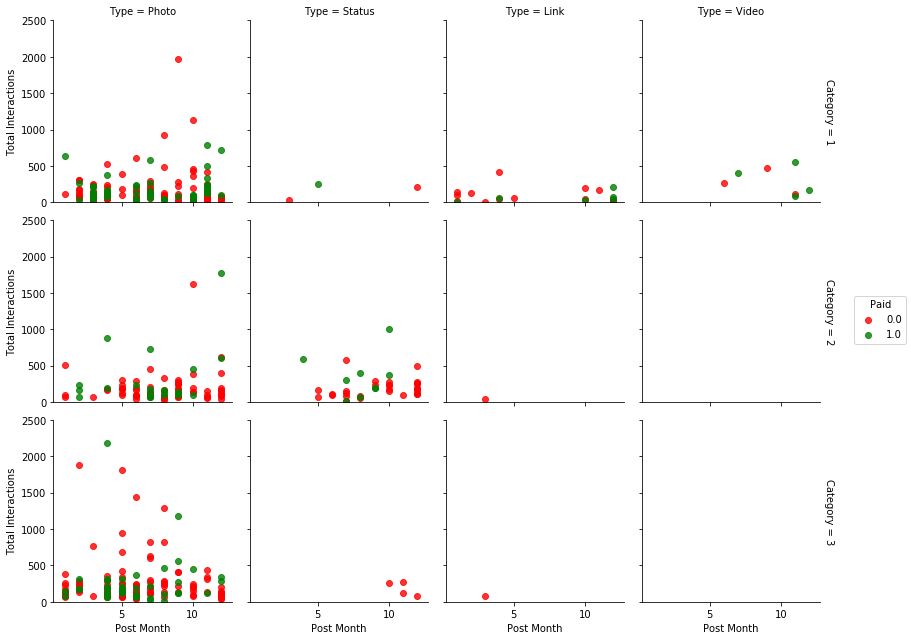 Type = Photo
Type = Status
Type = Link
Type = Video
2500
2000
1500
1000
500
0
Total Interactions
Category = 1
2500
2000
1500
1000
500
0
Total Interactions
Category = 2
Paid
0.0
1.0
2500
2000
1500
1000
500
0
Total Interactions
Category = 3
5 10
5 10
5 10
5 10
Post Month
Post Month
Post Month
Post Month